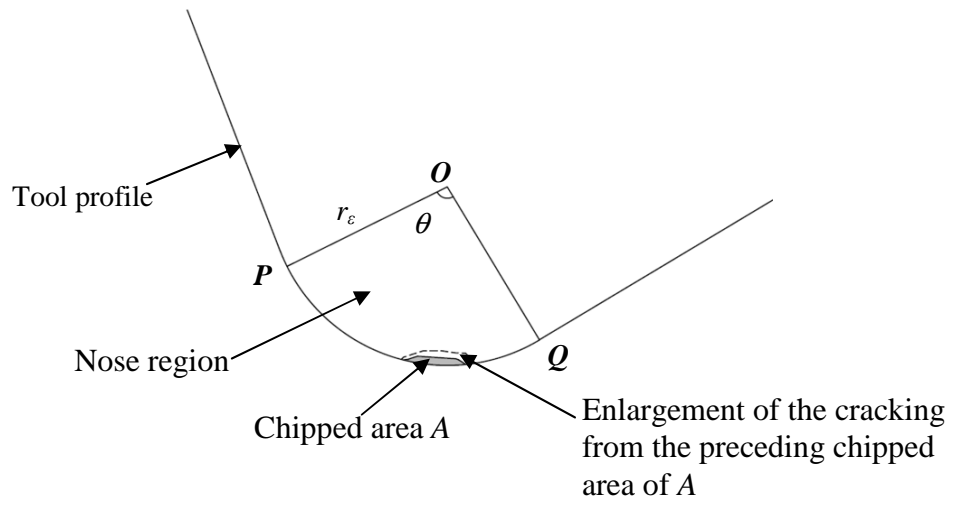 O
Tool profile
rε
θ
P
Nose region
Q
Chipped area A
Enlargement of the cracking
from the preceding chipped
area of A